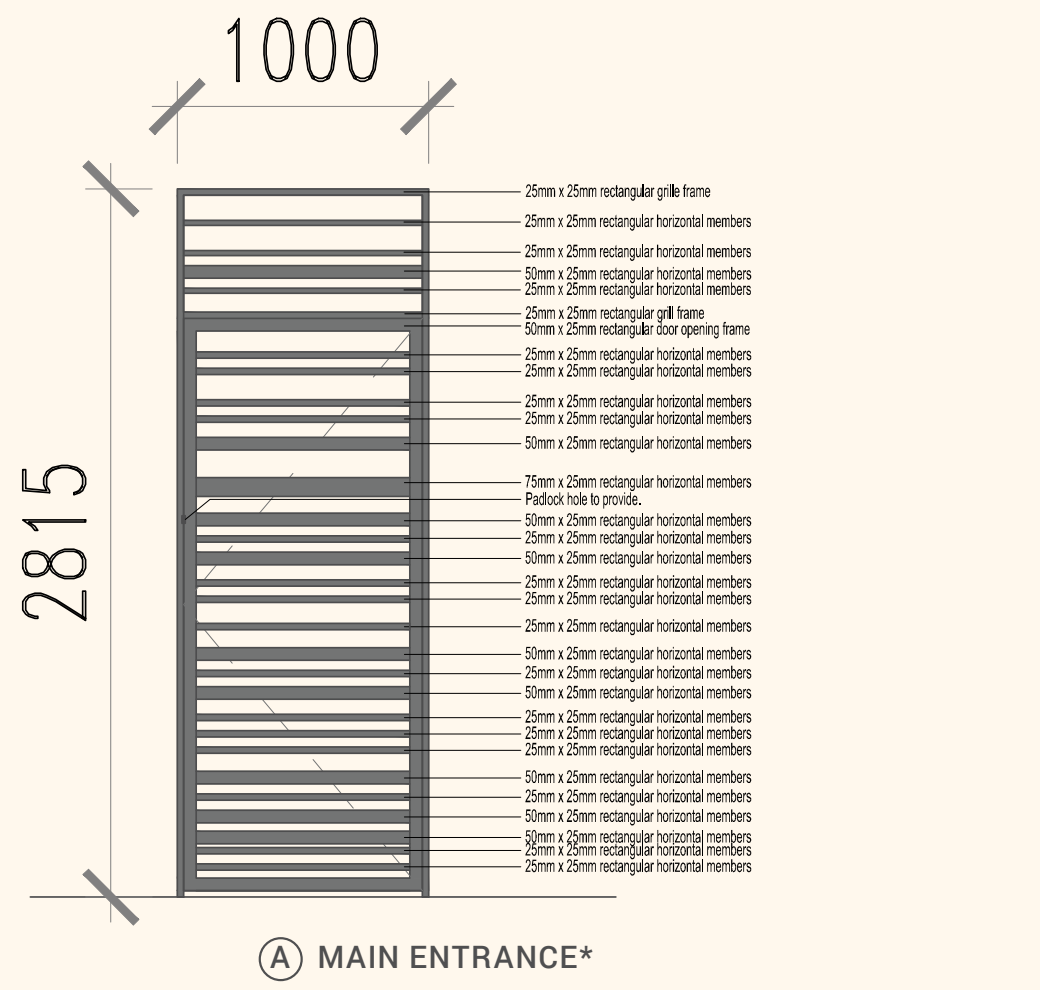 1000
25mm x 25mm rectangular grille frame
25mm x 25mm rectangular horizontal members
25mm x 25mm rectangular horizontal members
50mm x 25mm rectangular horizontal members
25mm x 25mm rectangular horizontal members
25mm x 25mm rectangular grill frame
50mm x 25mm rectangular door opening frame
25mm x 25mm rectangular horizontal members
25mm x 25mm rectangular horizontal members
25mm x 25mm rectangular horizontal members
25mm x 25mm rectangular horizontal members
50mm x 25mm rectangular horizontal members
75mm x 25mm rectangular horizontal members
Padlock hole to provide.
2815
50mm x 25mm rectangular horizontal members
25mm x 25mm rectangular horizontal members
50mm x 25mm rectangular horizontal members
25mm x 25mm rectangular horizontal members
25mm x 25mm rectangular horizontal members
25mm x 25mm rectangular horizontal members
50mm x 25mm rectangular horizontal members
25mm x 25mm rectangular horizontal members
50mm x 25mm rectangular horizontal members
25mm x 25mm rectangular horizontal members
25mm x 25mm rectangular horizontal members
25mm x 25mm rectangular horizontal members
50mm x 25mm rectangular horizontal members
25mm x 25mm rectangular horizontal members
50mm x 25mm rectangular horizontal members
50mm x 25mm rectangular horizontal members
25mm x 25mm rectangular horizontal members
25mm x 25mm rectangular horizontal members
A MAIN ENTRANCE*